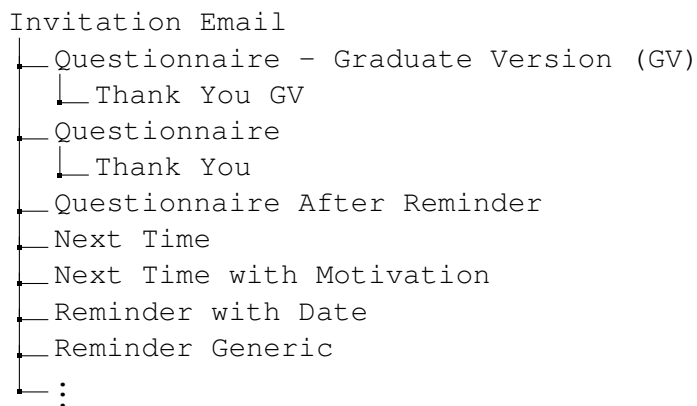 Invitation Email
Questionnaire – Graduate Version (GV)
Thank You GV
Questionnaire
Thank You
Questionnaire After Reminder
Next Time
Next Time with Motivation
Reminder with Date
Reminder Generic
⋮